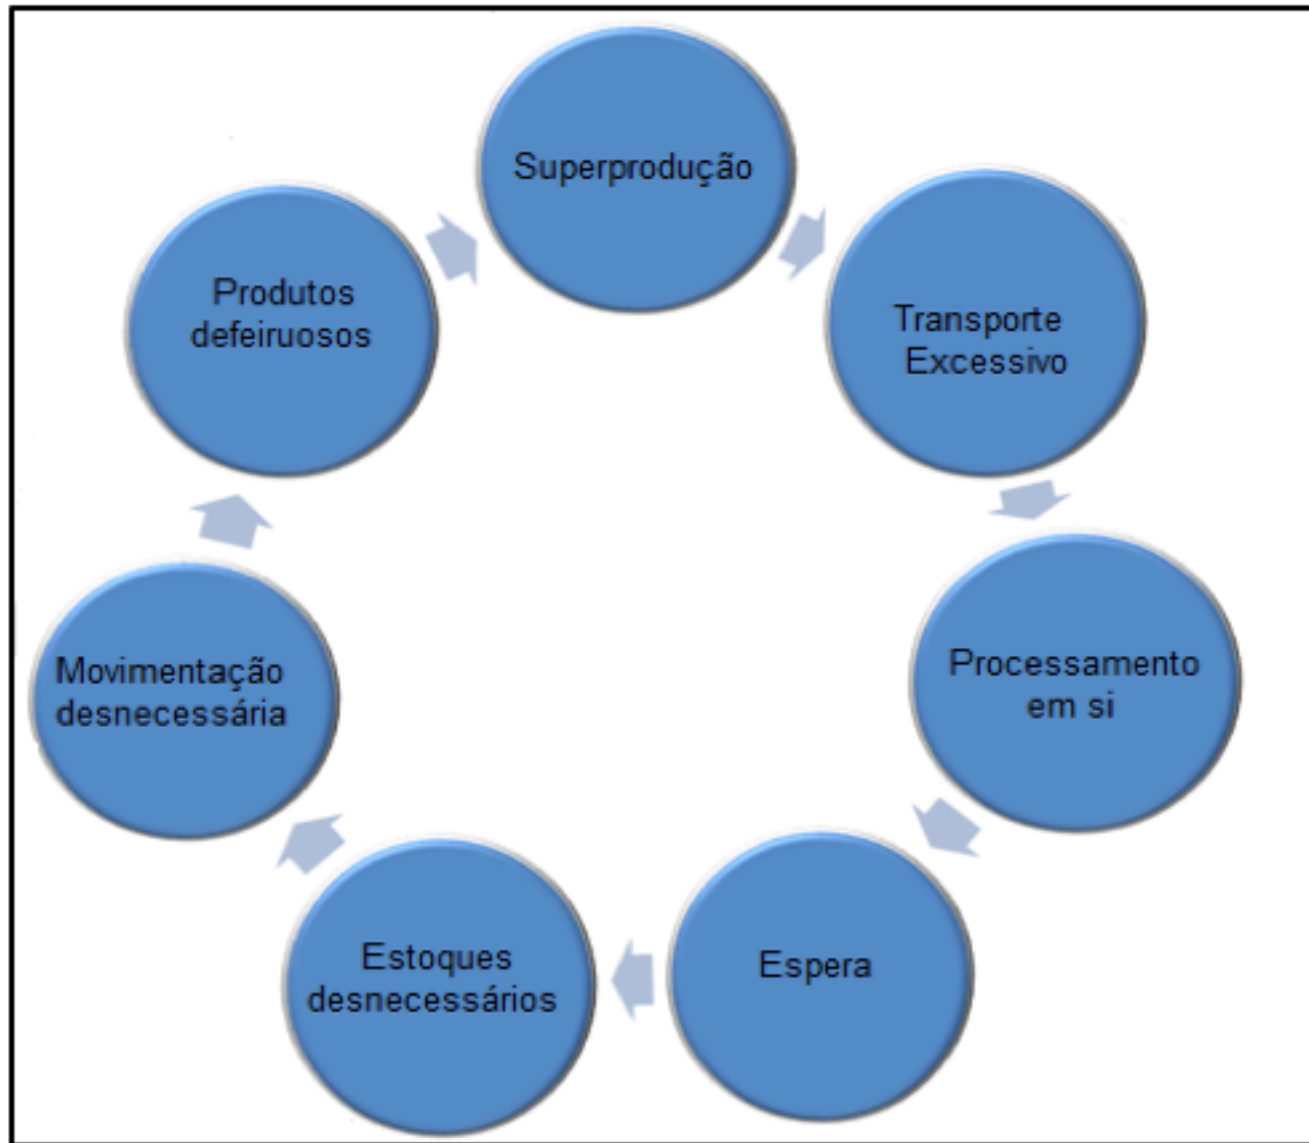 Superprodução
Transporte
Excessivo
Processamento
em si
Espera
Estoques
desnecessários
Movimentação
desnecessária
Produtos
defeiruosos